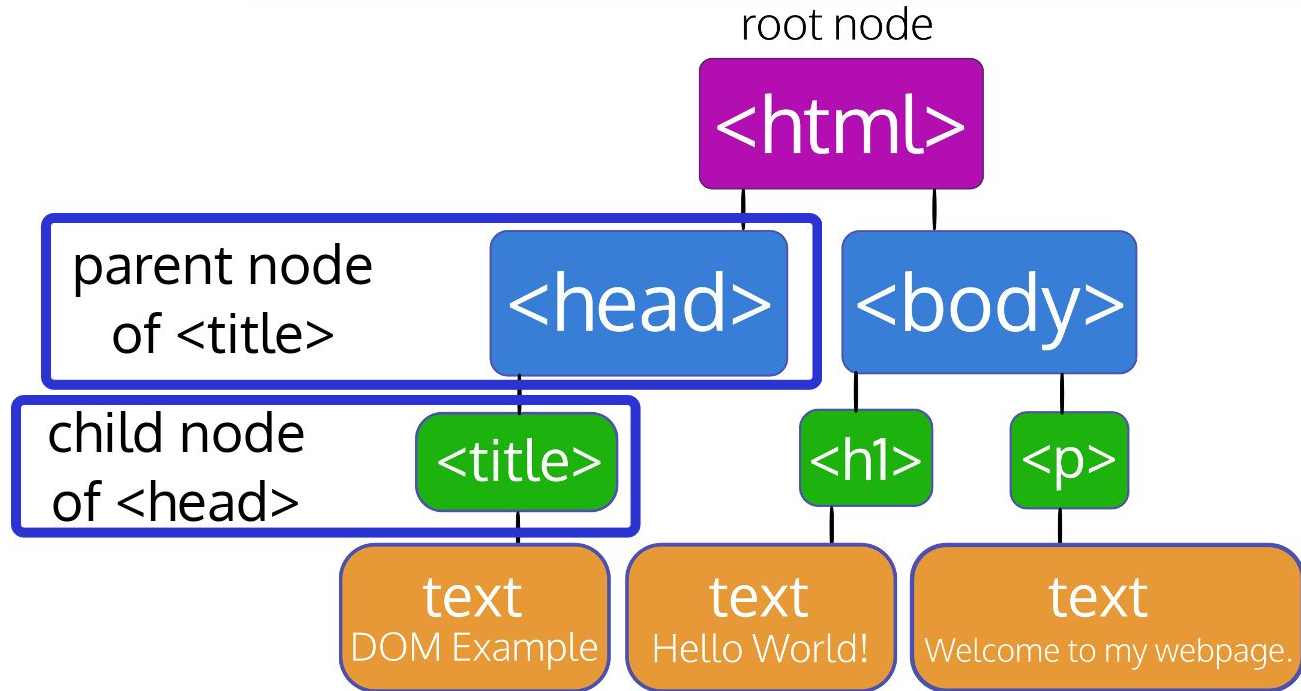 root node
<html>
parent node
of <title>
<head>
<body>
child node
of <head>
<title>
<h1>
<p>
text
DOM Example
text
Hello World!
text
Welcome to my webpage.